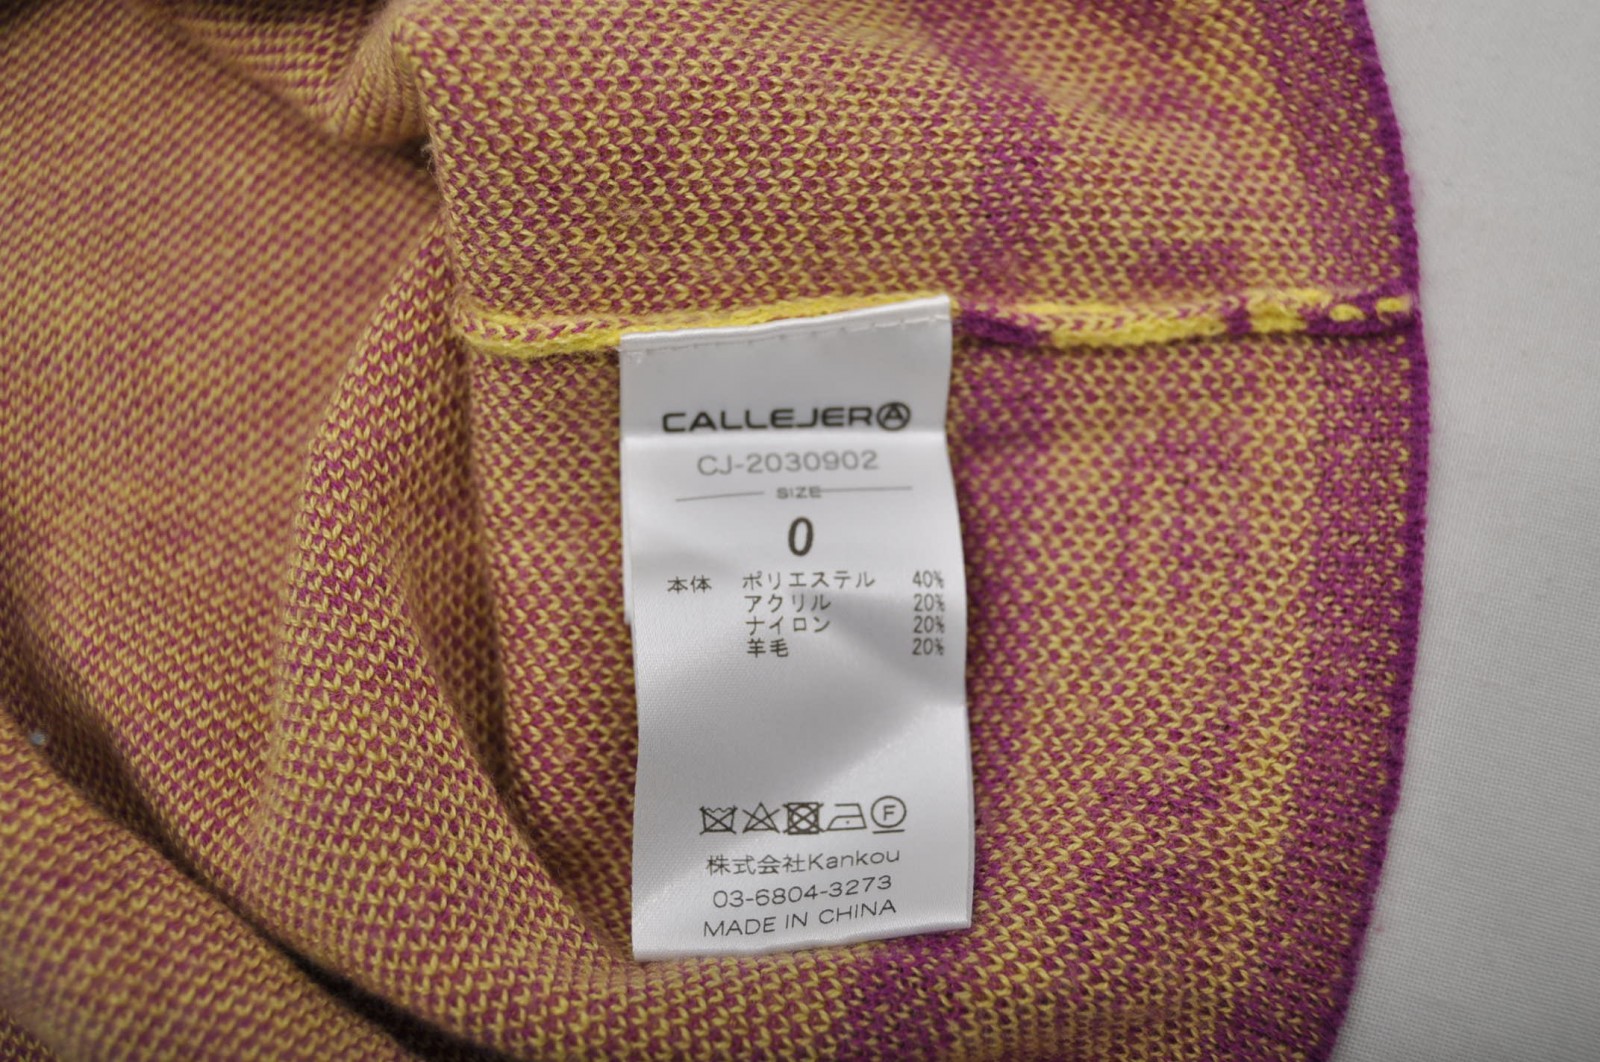 CALLEJERA
CJ-2030902
SIZE
0
本体 ポリエステル 40%
アクリル 20%
ナイロン 20%
羊毛 20%
F
株式会社Kankou
03-6804-3273
MADE IN CHINA